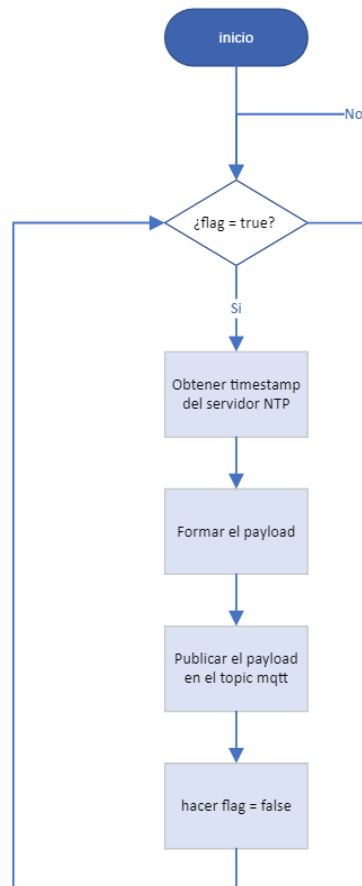 inicio
No
¿flag = true?
Si
Obtener timestamp
del servidor NTP
Formar el payload
Publicar el payload
en el topic mqtt
hacer flag = false